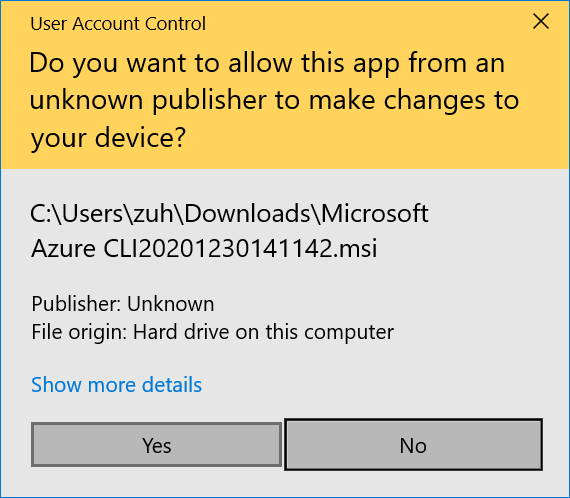 User Account Control
Do you want to allow this app from an
unknown publisher to make changes to
your device?
C:\Users\zuh\Downloads\Microsoft
Azure CLI20201230141142.msi
Publisher: Unknown
File origin: Hard drive on this computer
Show more details
Yes
No